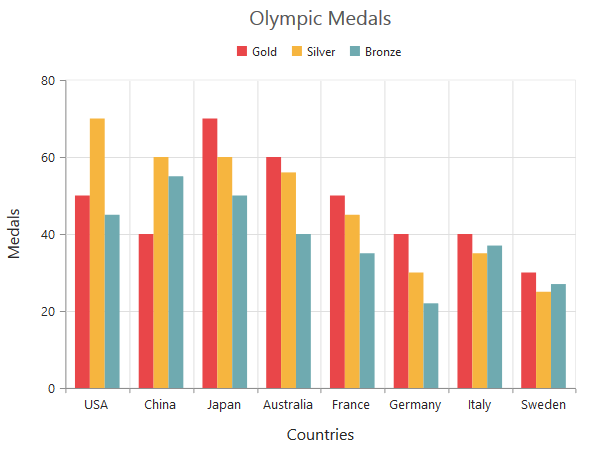 Olympic Medals
Gold Silver Bronze
80
60
40
20
0
Medals
USA China Japan Australia France Germany Italy Sweden
Countries